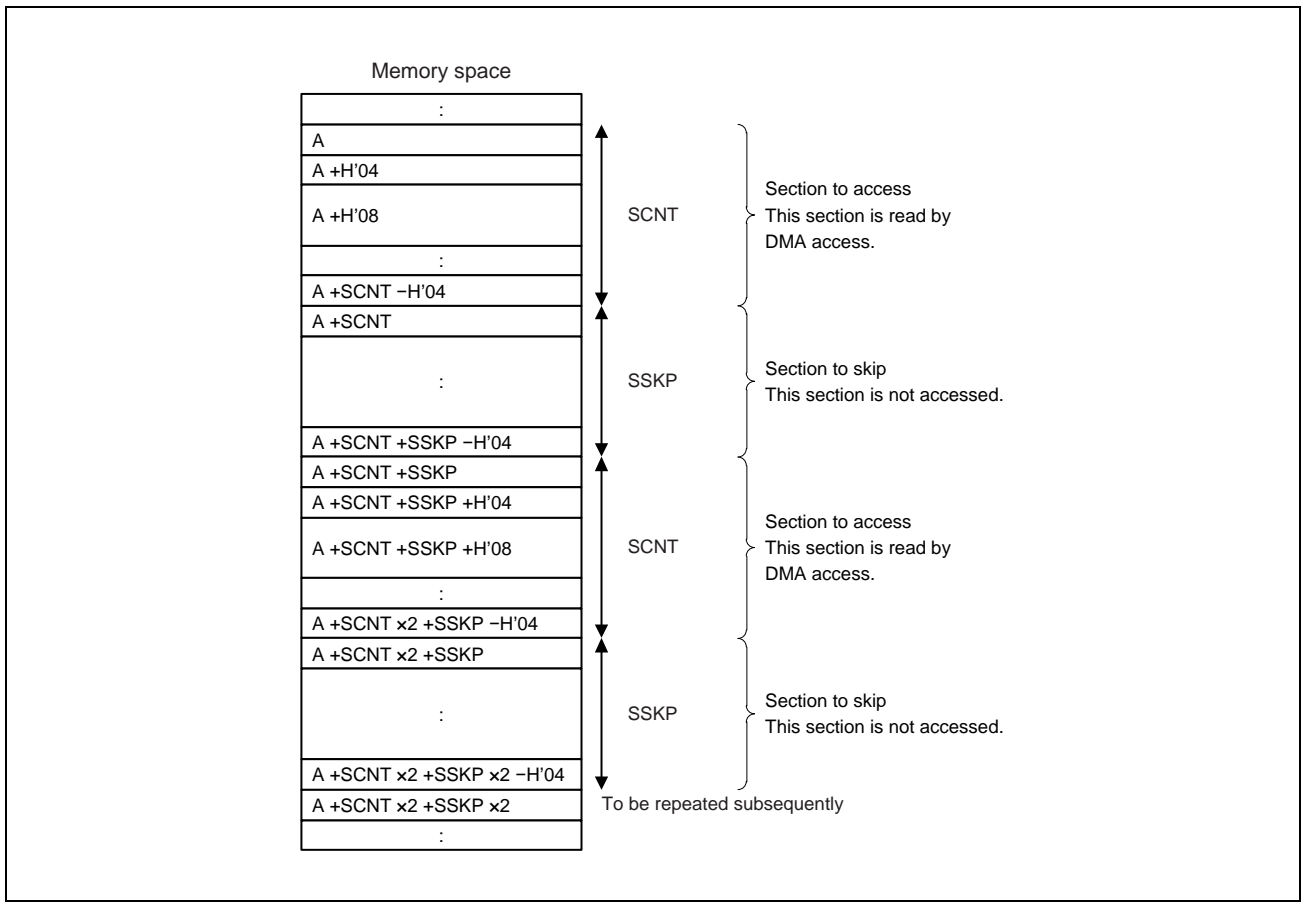 Memory space
:
A
A +H'04
A +H'08
:
A +SCNT −H'04
SCNT
Section to access
This section is read by
DMA access.
A +SCNT
:
A +SCNT +SSKP −H'04
SSKP
Section to skip
This section is not accessed.
A +SCNT +SSKP
A +SCNT +SSKP +H'04
A +SCNT +SSKP +H'08
:
A +SCNT ×2 +SSKP −H'04
SCNT
Section to access
This section is read by
DMA access.
A +SCNT ×2 +SSKP
:
A +SCNT ×2 +SSKP ×2 −H'04
SSKP
Section to skip
This section is not accessed.
A +SCNT ×2 +SSKP ×2
To be repeated subsequently
: